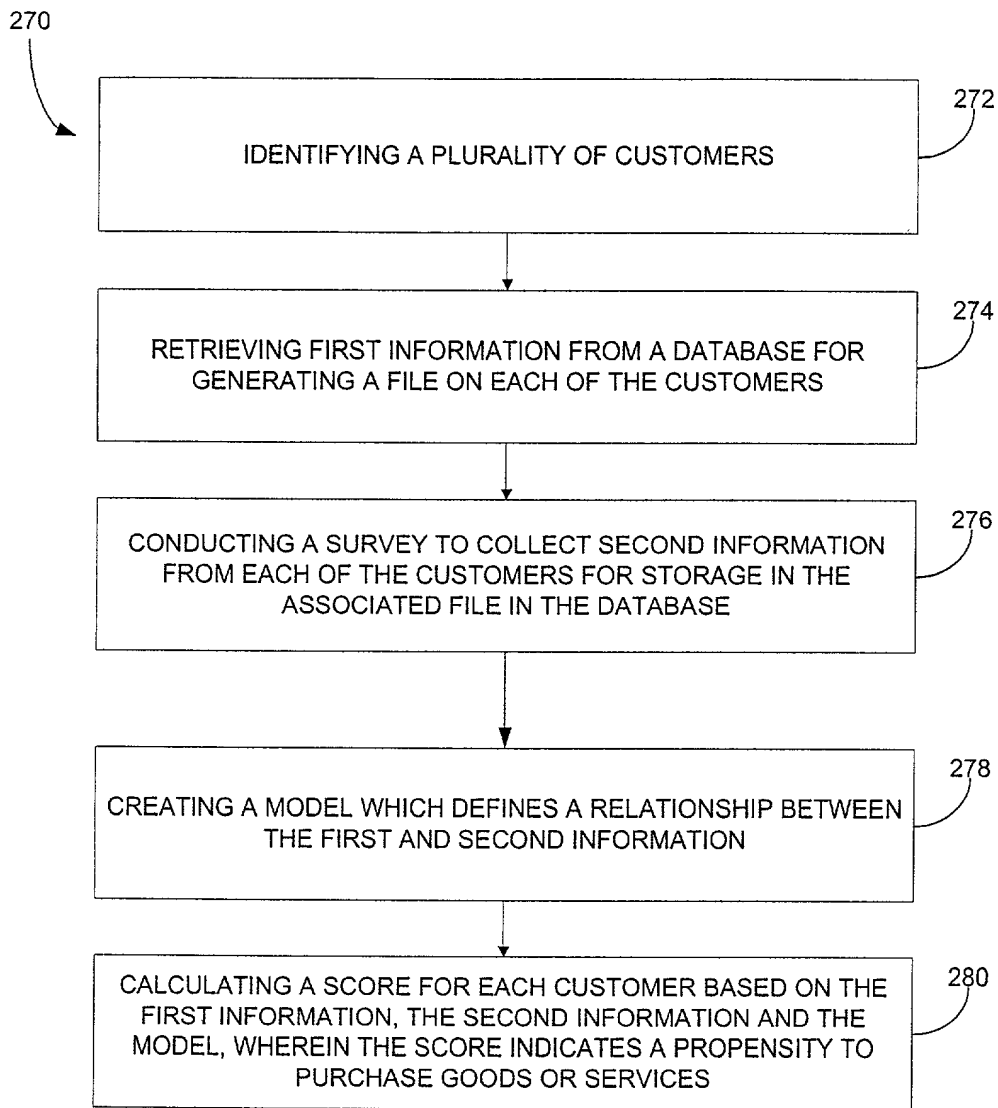 270
272
IDENTIFYING A PLURALITY OF CUSTOMERS
274
RETRIEVING FIRST INFORMATION FROM A DATABASE FOR
GENERATING A FILE ON EACH OF THE CUSTOMERS
276
CONDUCTING A SURVEY TO COLLECT SECOND INFORMATION
FROM EACH OF THE CUSTOMERS FOR STORAGE IN THE
ASSOCIATED FILE IN THE DATABASE
278
CREATING A MODEL WHICH DEFINES A RELATIONSHIP BETWEEN
THE FIRST AND SECOND INFORMATION
280
CALCULATING A SCORE FOR EACH CUSTOMER BASED ON THE
FIRST INFORMATION, THE SECOND INFORMATION AND THE
MODEL, WHEREIN THE SCORE INDICATES A PROPENSITY TO
PURCHASE GOODS OR SERVICES